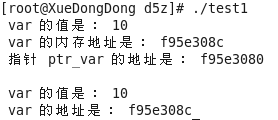 [root@XueDongDong d5z]# ./test1
var 的值是： 10
var 的内存地址是： f95e308c
指针 ptr_var 的地址是： f95e3080
var 的值是： 10
var 的地址是： f95e308c_